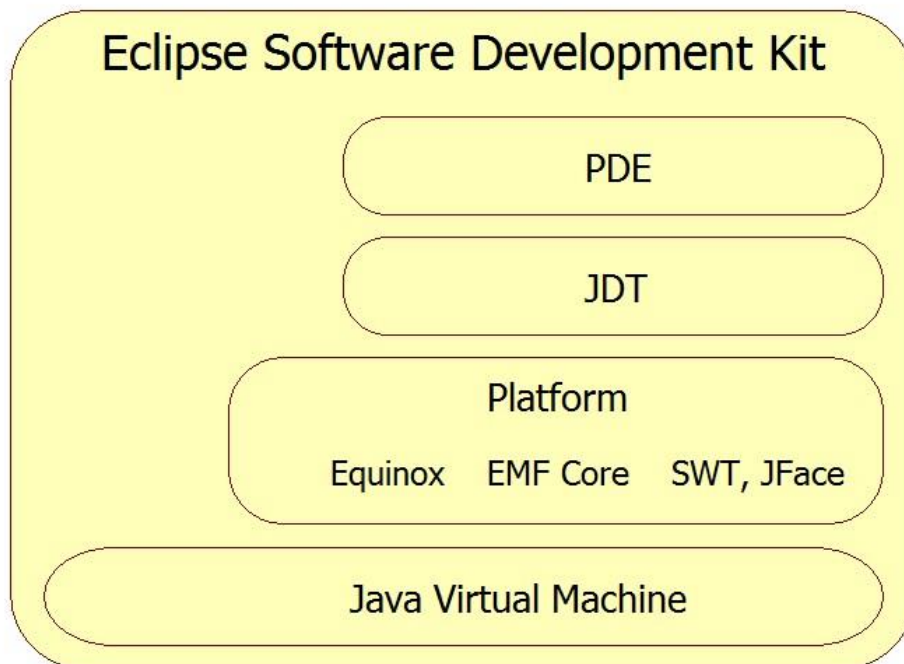 Eclipse Software Development Kit
PDE
JDT
Platform
Equinox EMF Core SWT, JFace
Java Virtual Machine